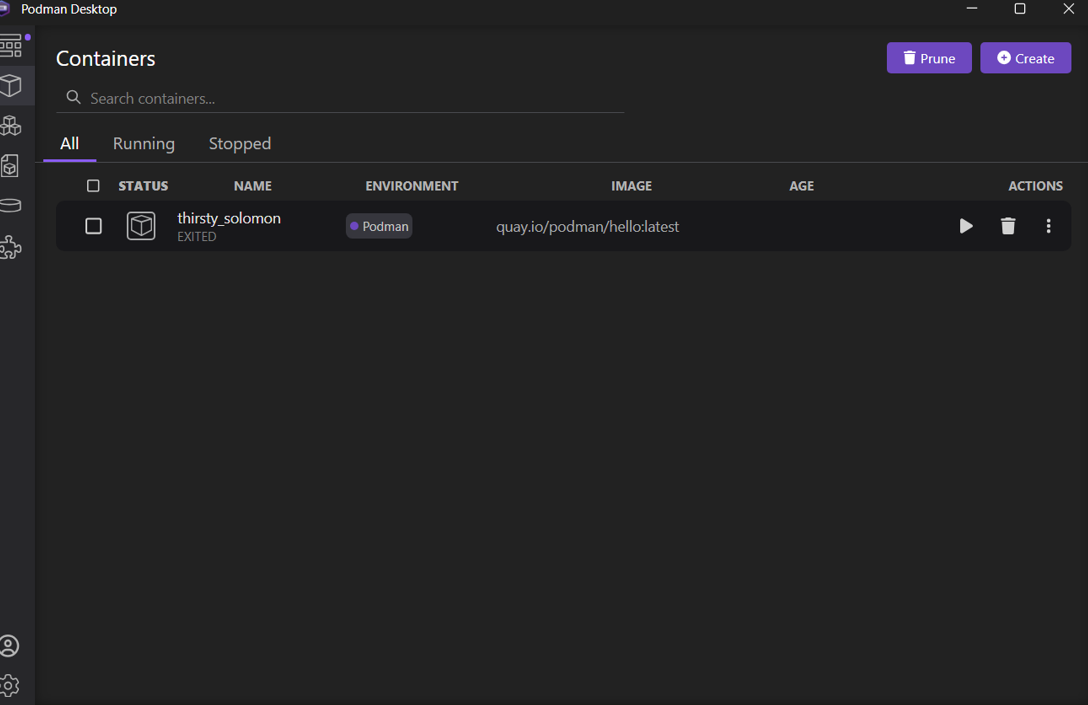 Podman Desktop
Containers
Prune
Create
Search containers...
All Running Stopped
STATUS NAME ENVIRONMENT IMAGE AGE ACTIONS
thirsty_solomon
EXITED
Podman
quay.io/podman/hello:latest